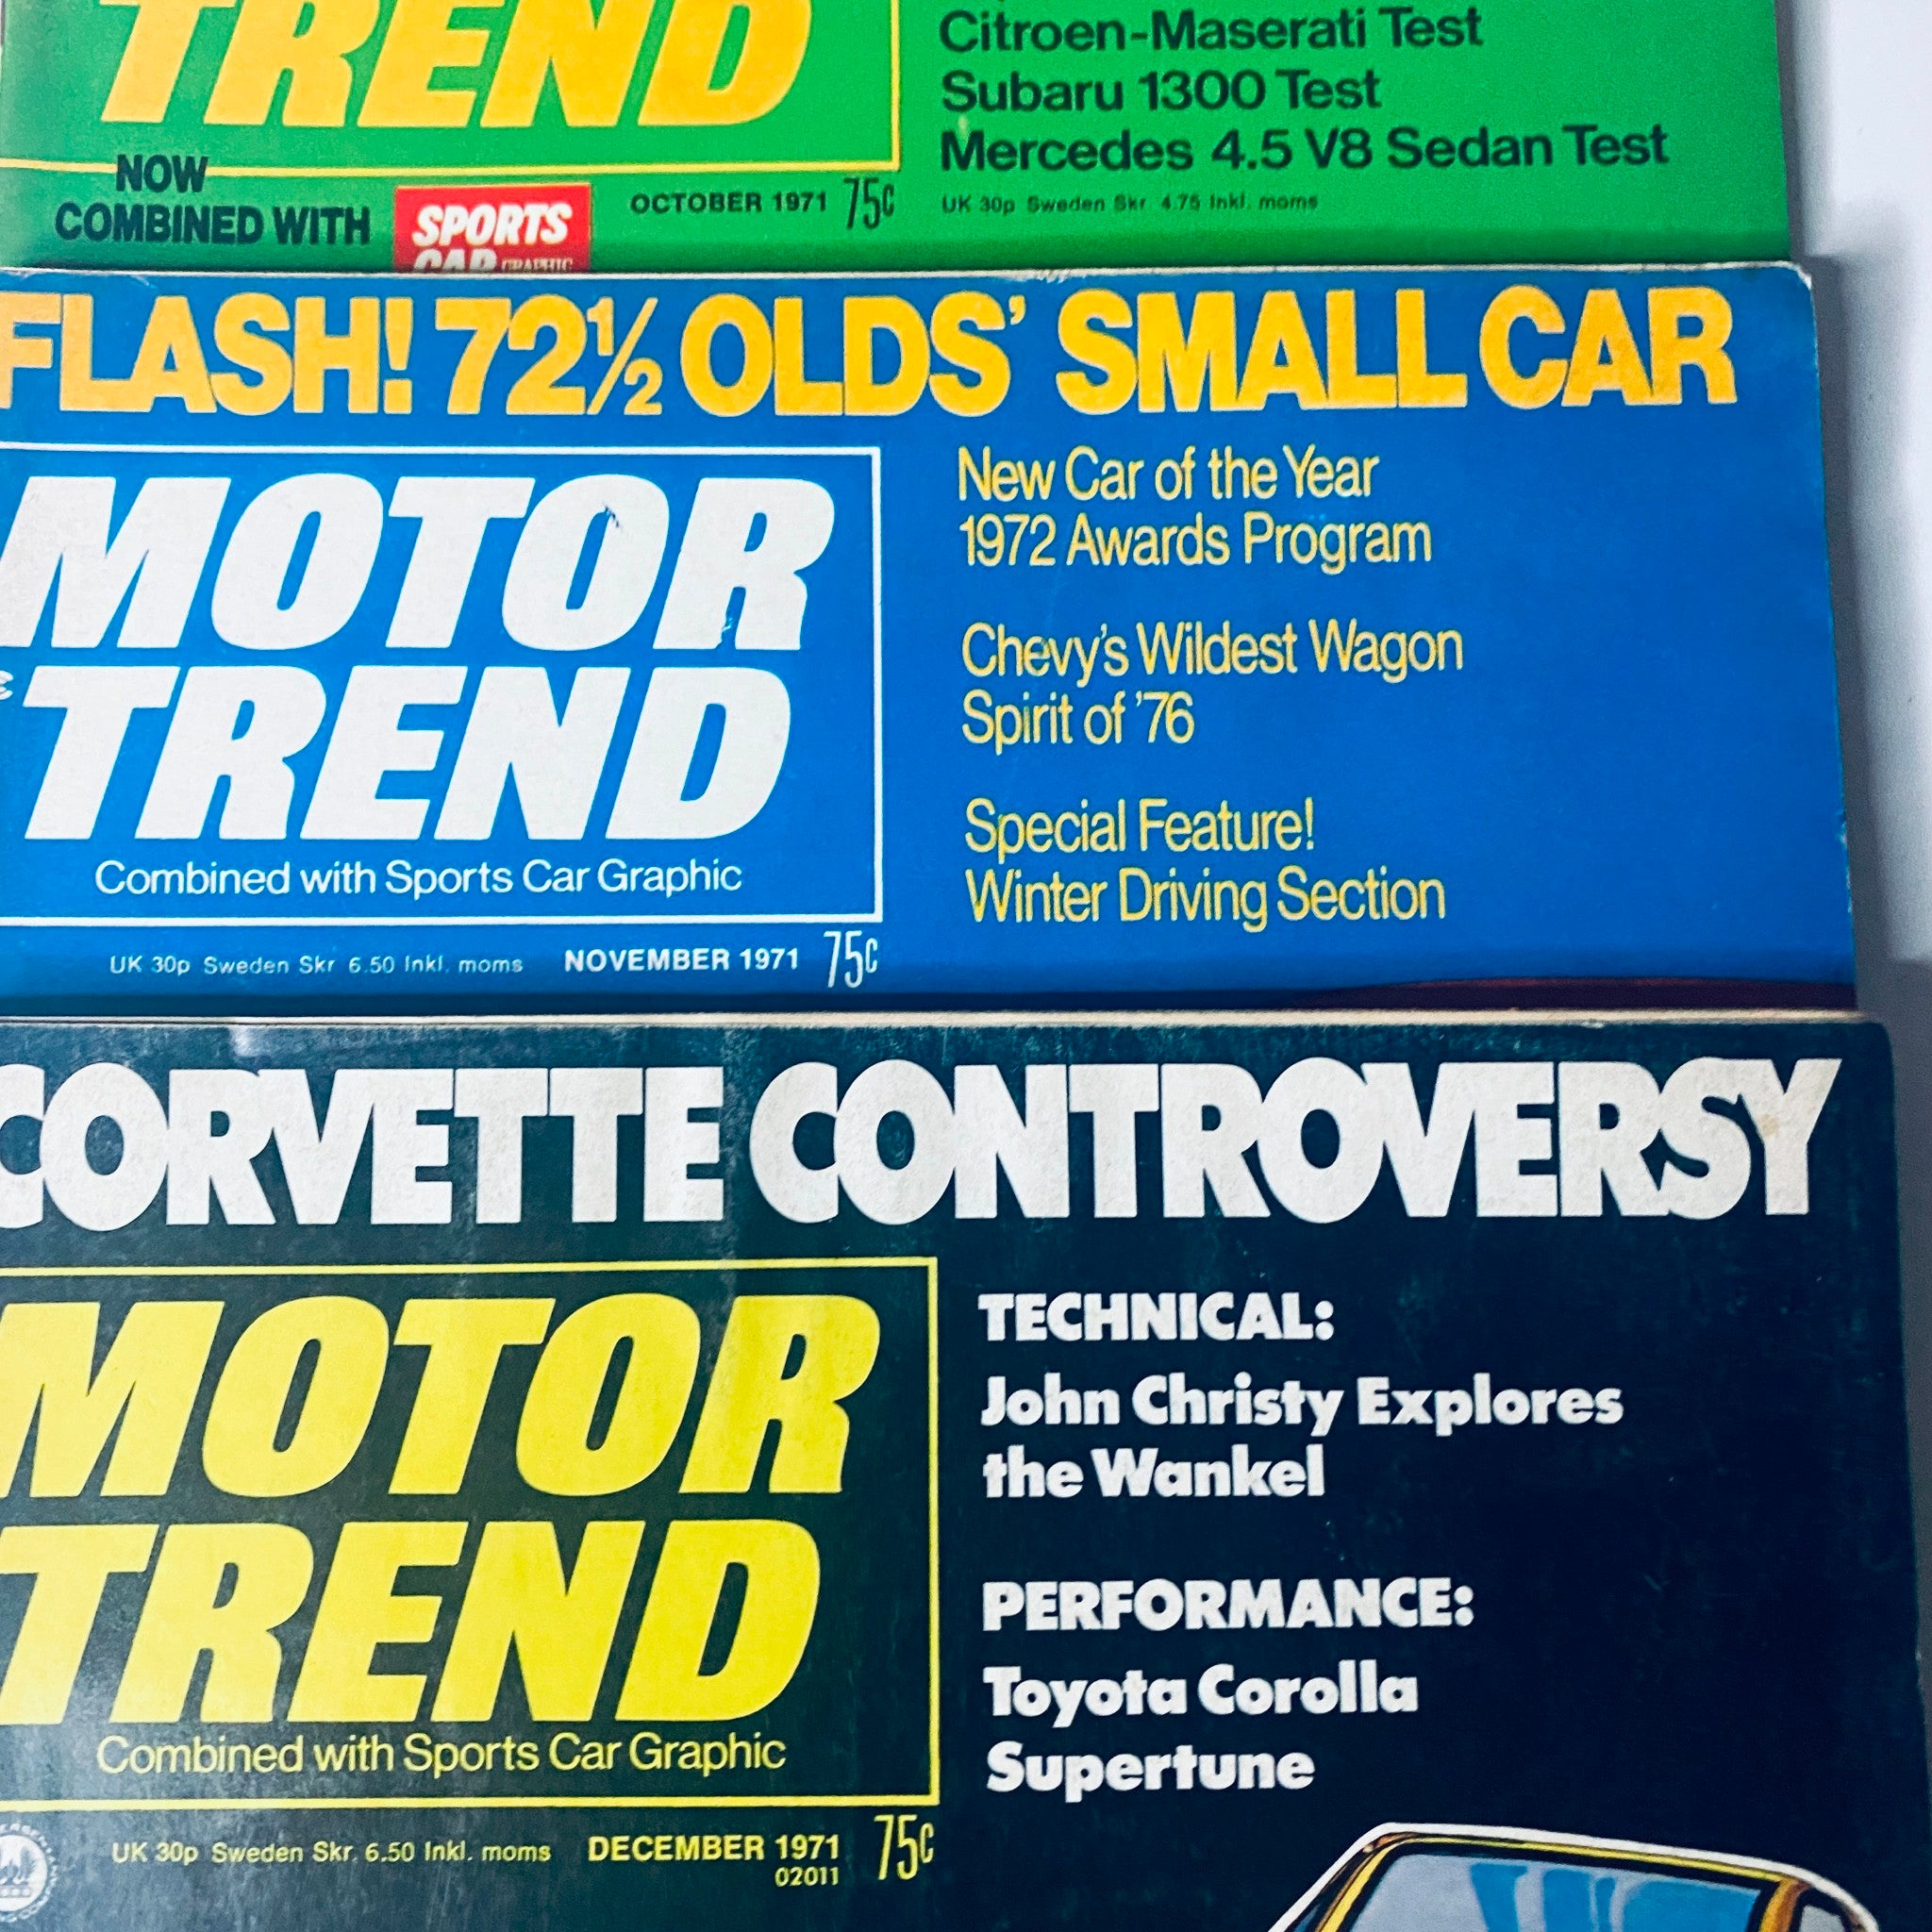 TREND
NOW
COMBINED WITH
SPORTS
CAR GRAPHIC
OCTOBER 1971 75¢
Citroen-Maserati Test
Subaru 1300 Test
Mercedes 4.5 V8 Sedan Test
UK 30p Sweden Skr. 4.75 Inkl. moms
FLASH! 72½ OLDS' SMALL CAR
MOTOR
TREND
Combined with Sports Car Graphic
UK 30p Sweden Skr 6.50 Inkl. moms NOVEMBER 1971 75¢
New Car of the Year
1972 Awards Program
Chevy's Wildest Wagon
Spirit of '76
Special Feature!
Winter Driving Section
CORVETTE CONTROVERSY
MOTOR
TREND
Combined with Sports Car Graphic
UK 30p Sweden Skr. 6.50 Inkl. moms DECEMBER 1971 75¢
02011
TECHNICAL:
John Christy Explores
the Wankel
PERFORMANCE:
Toyota Corolla
Supertune